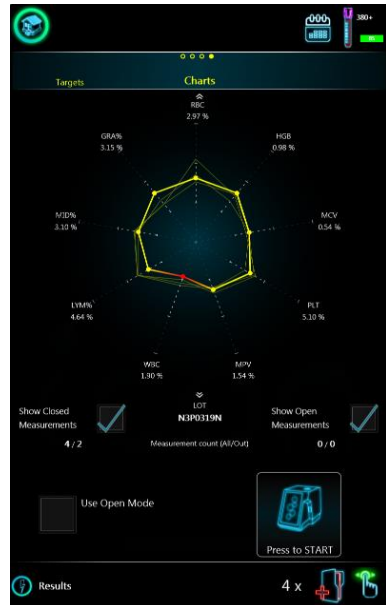 380+
Targets
Charts
RBC
2.97 %
GRA%
3.15 %
HGB
0.98 %
MID%
3.10 %
MCV
0.54 %
LYM%
4.64 %
PLT
5.10 %
WBC
1.90 %
MPV
1.54 %
Show Closed
Measurements
LOT
N3P0319N
Show Open
Measurements
4 / 2
Measurement count (All/Out)
0 / 0
Use Open Mode
Press to START
Results
4 x